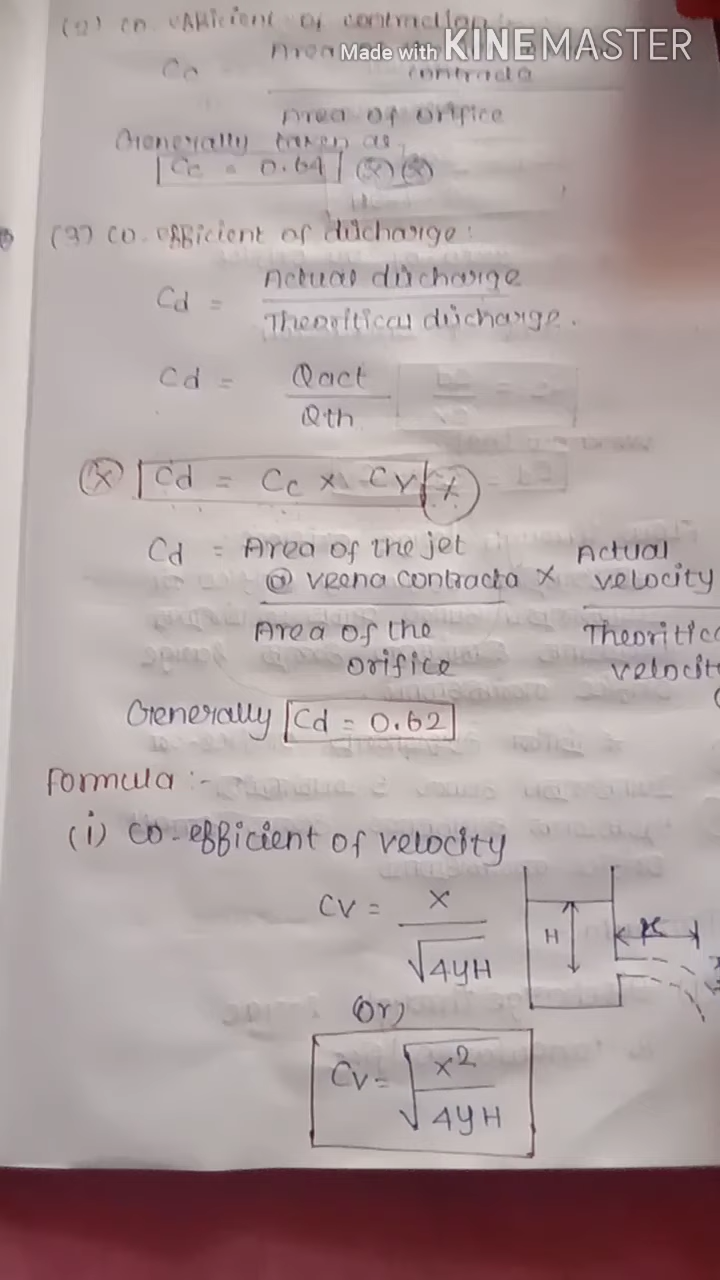 (2) co. efficient of contraction:
Made with KINEMASTER
Area
Cc contracta
Area of orifice
Generally taken as,
Cc = 0.64 (*) (*)
(3) co. efficient of discharge:
Cd = Actual discharge
Theoritical discharge.
Cd = Qact
Qth
(*) Cd = Cc × Cv (*)
Cd = Area of the jet Actual
@ veena contracta × velocity
Area of the Theoritic
orifice velocit
Generally Cd = 0.62
Formula :-
(i) co-efficient of velocity
Cv = x
√4yH
H x
(or)
Cv = √x2
4yH